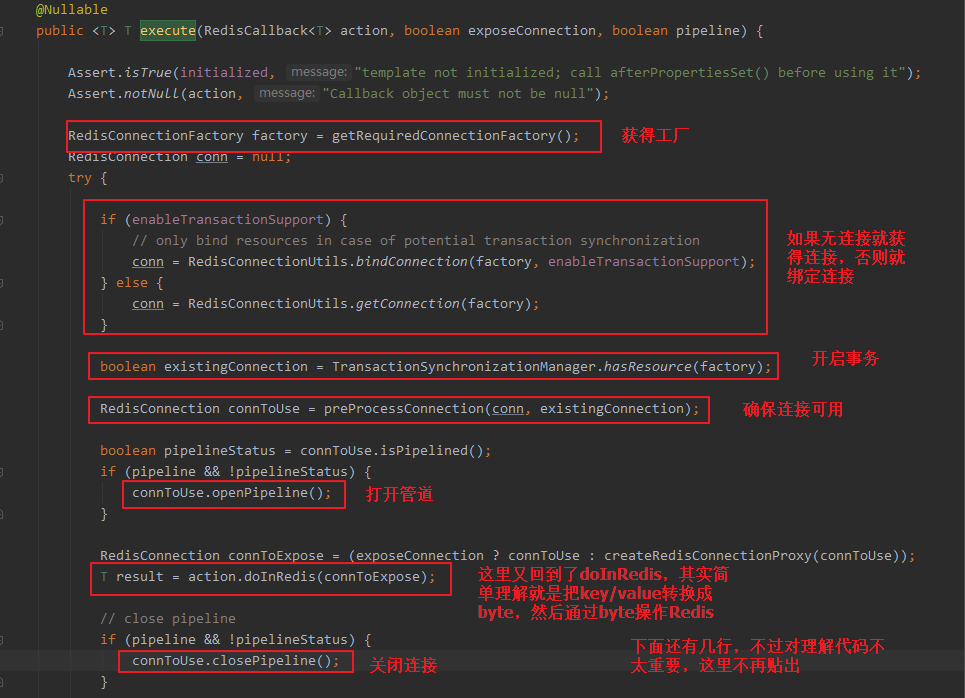 @Nullable
public <T> T execute(RedisCallback<T> action, boolean exposeConnection, boolean pipeline) {
Assert.isTrue(initialized, message: "template not initialized; call afterPropertiesSet() before using it");
Assert.notNull(action, message: "Callback object must not be null");
RedisConnectionFactory factory = getRequiredConnectionFactory();
获得工厂
RedisConnection conn = null;
try {
if (enableTransactionSupport) {
// only bind resources in case of potential transaction synchronization
conn = RedisConnectionUtils.bindConnection(factory, enableTransactionSupport);
} else {
conn = RedisConnectionUtils.getConnection(factory);
}
如果无连接就获
得连接，否则就
绑定连接
boolean existingConnection = TransactionSynchronizationManager.hasResource(factory);
开启事务
RedisConnection connToUse = preProcessConnection(conn, existingConnection);
确保连接可用
boolean pipelineStatus = connToUse.isPipelined();
if (pipeline && !pipelineStatus) {
connToUse.openPipeline();
打开管道
}
RedisConnection connToExpose = (exposeConnection ? connToUse : createRedisConnectionProxy(connToUse));
T result = action.doInRedis(connToExpose);
这里又回到了doInRedis，其实简
单理解就是把key/value转换成
byte，然后通过byte操作Redis
// close pipeline
if (pipeline && !pipelineStatus) {
connToUse.closePipeline();
关闭连接
}
下面还有几行，不过对理解代码不
太重要，这里不再贴出